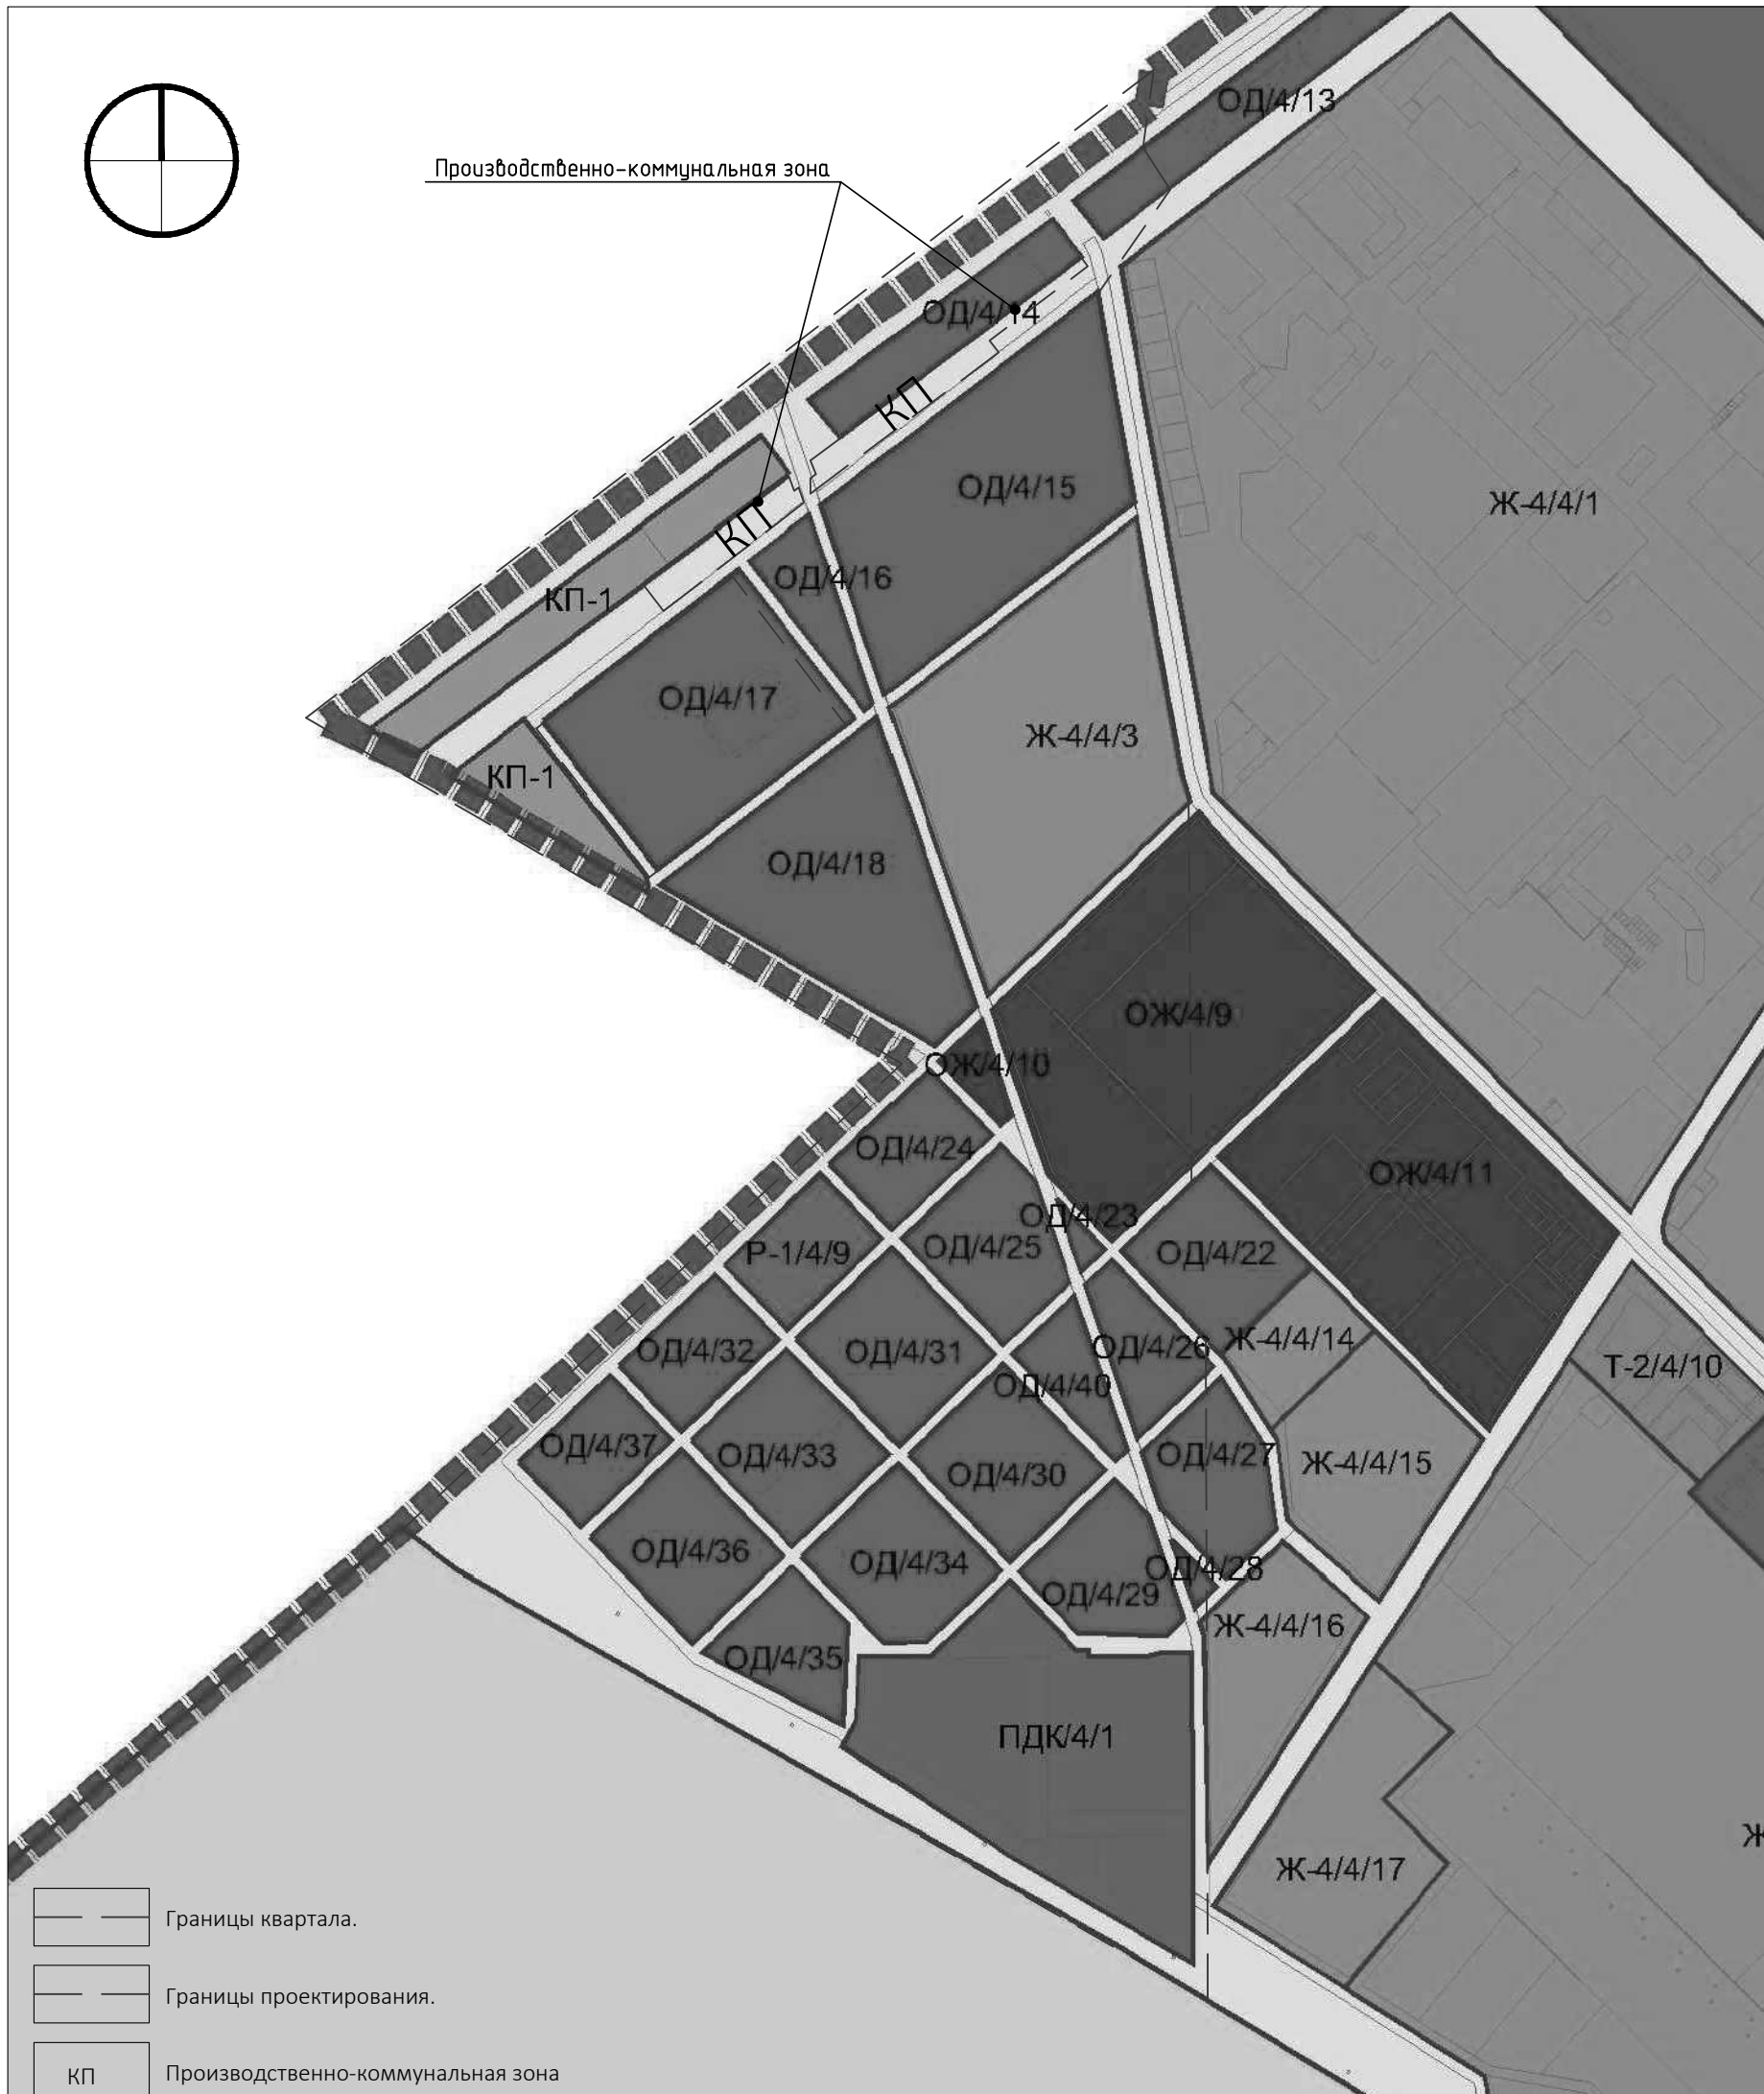 ОД/4/13
Производственно-коммунальная зона
ОД/4/14
КП
ОД/4/15
Ж-4/4/1
КП
ОД/4/16
КП-1
ОД/4/17
Ж-4/4/3
КП-1
ОД/4/18
ОЖ/4/9
ОЖ/4/10
ОД/4/24
ОЖ/4/11
ОД/4/23
Р-1/4/9
ОД/4/25
ОД/4/22
ОД/4/32
ОД/4/31
ОД/4/26
Ж-4/4/14
Т-2/4/10
ОД/4/40
ОД/4/37
ОД/4/33
ОД/4/27
Ж-4/4/15
ОД/4/30
ОД/4/36
ОД/4/34
ОД/4/28
ОД/4/29
Ж-4/4/16
ОД/4/35
ПДК/4/1
Ж
Ж-4/4/17
Границы квартала.
Границы проектирования.
КП Производственно-коммунальная зона